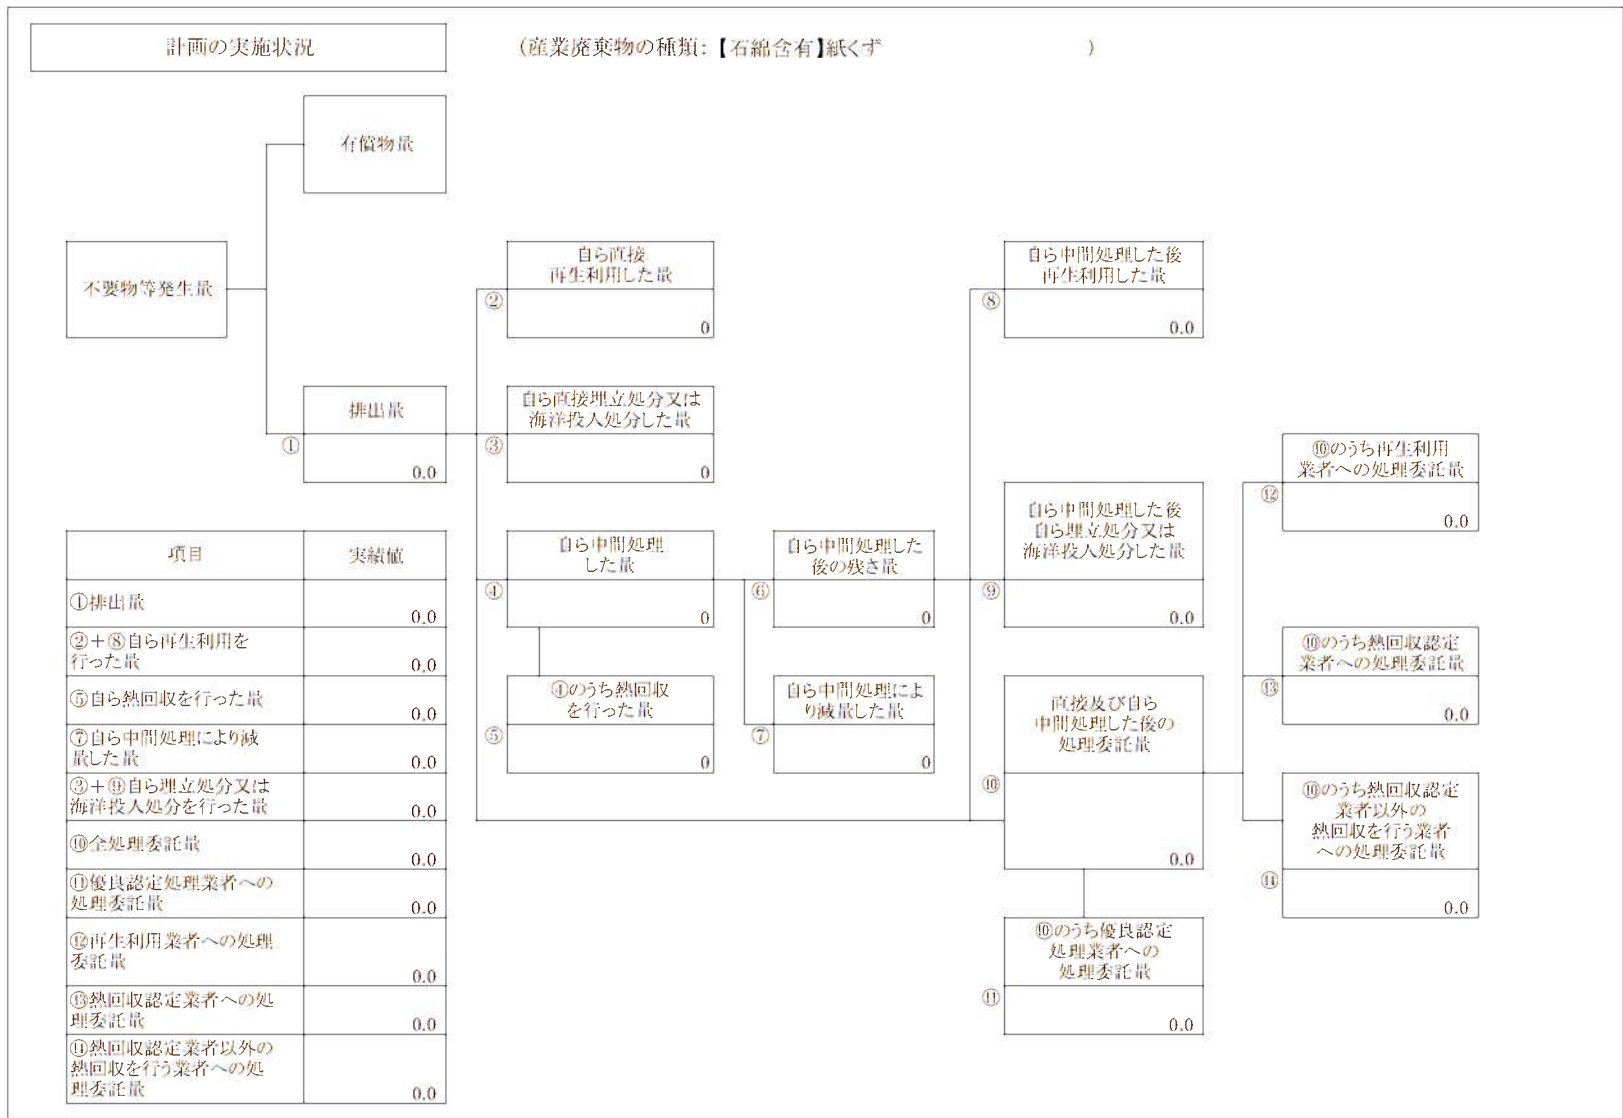 計画の実施状況
(産業廃棄物の種類：【石綿含有】紙くず )
有償物量
不要物等発生量
自ら直接
再生利用した量
②
0
自ら中間処理した後
再生利用した量
⑧
0.0
排出量
①
0.0
自ら直接埋立処分又は
海洋投入処分した量
③
0
⑩のうち再生利用
業者への処理委託量
⑫
0.0
自ら中間処理
した量
④
0
自ら中間処理した
後の残さ量
⑥
0
自ら中間処理した後
自ら埋立処分又は
海洋投入処分した量
⑨
0.0
⑩のうち熱回収認定
業者への処理委託量
⑬
0.0
④のうち熱回収
を行った量
⑤
0
自ら中間処理によ
り減量した量
⑦
0
直接及び自ら
中間処理した後の
処理委託量
⑩
0.0
⑩のうち熱回収認定
業者以外の
熱回収を行う業者
への処理委託量
⑭
0.0
⑩のうち優良認定
処理業者への
処理委託量
⑪
0.0
項目 実績値
①排出量
0.0
②＋⑧自ら再生利用を
行った量 0.0
⑤自ら熱回収を行った量
0.0
⑦自ら中間処理により減
量した量 0.0
③＋⑨自ら埋立処分又は
海洋投入処分を行った量 0.0
⑩全処理委託量
0.0
⑪優良認定処理業者への
処理委託量 0.0
⑫再生利用業者への処理
委託量
0.0
⑬熱回収認定業者への処
理委託量 0.0
⑭熱回収認定業者以外の
熱回収を行う業者への処
理委託量 0.0